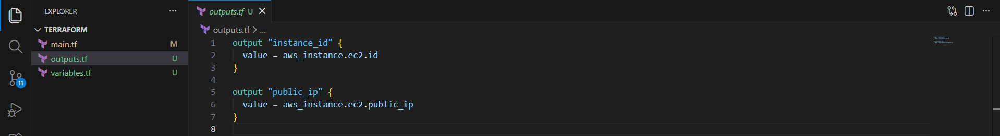 EXPLORER ...
TERRAFORM
main.tf M
outputs.tf U
variables.tf U
11
outputs.tf U
outputs.tf > ...
1 output "instance_id" {
2   value = aws_instance.ec2.id
3 }
4
5 output "public_ip" {
6   value = aws_instance.ec2.public_ip
7 }
8